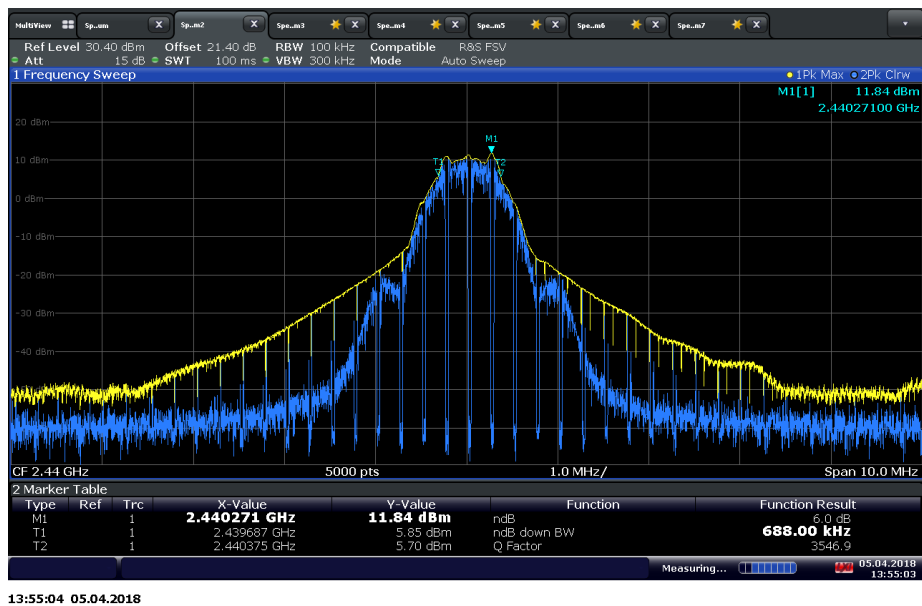 MultiView Sp...um X Sp...m2 X Spe...m3 X Spe...m4 X Spe...m5 X Spe...m6 X Spe...m7 X
Ref Level 30.40 dBm Offset 21.40 dB RBW 100 kHz Compatible R&S FSV
Att 15 dB SWT 100 ms VBW 300 kHz Mode Auto Sweep
1 Frequency Sweep 1Pk Max 2Pk Clrw
M1[1] 11.84 dBm
2.44027100 GHz
20 dBm
M1
10 dBm
T1 T2
0 dBm
-10 dBm
-20 dBm
-30 dBm
-40 dBm
CF 2.44 GHz 5000 pts 1.0 MHz/ Span 10.0 MHz
2 Marker Table
Type Ref Trc X-Value Y-Value Function Function Result
M1 1 2.440271 GHz 11.84 dBm ndB 6.0 dB
T1 1 2.439687 GHz 5.85 dBm ndB down BW 688.00 kHz
T2 1 2.440375 GHz 5.70 dBm Q Factor 3546.9
Measuring... 05.04.2018
13:55:03
13:55:04 05.04.2018